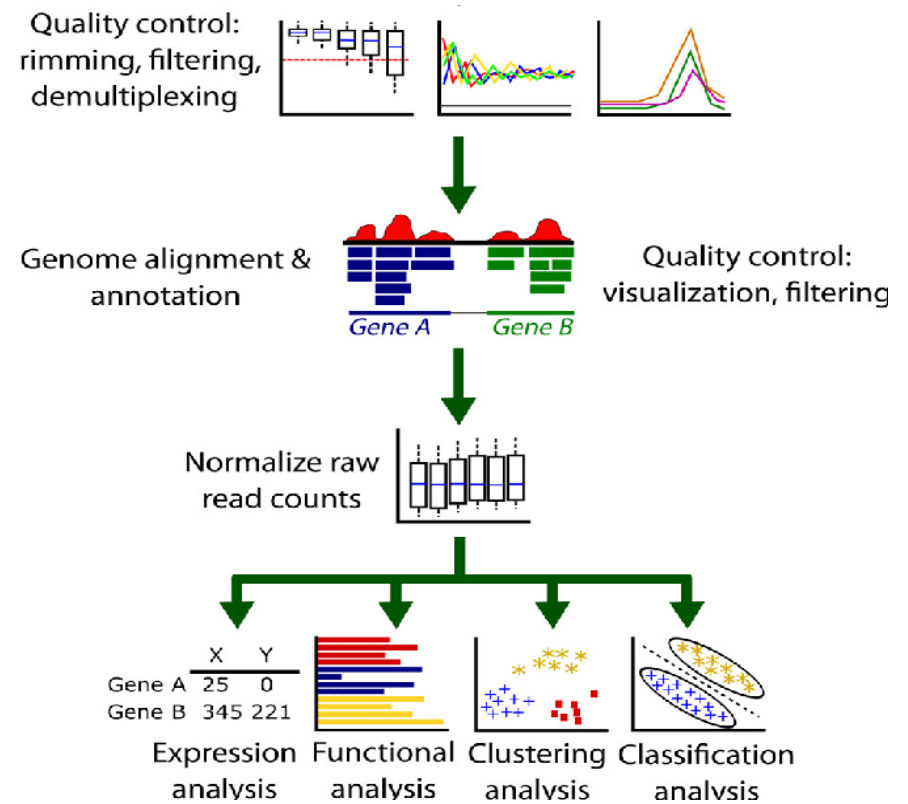 Quality control:
rimming, filtering,
demultiplexing
Genome alignment &
annotation
Gene A
Gene B
Quality control:
visualization, filtering
Normalize raw
read counts
X Y
Gene A 25 0
Gene B 345 221
Expression
analysis
Functional
analysis
Clustering
analysis
Classification
analysis